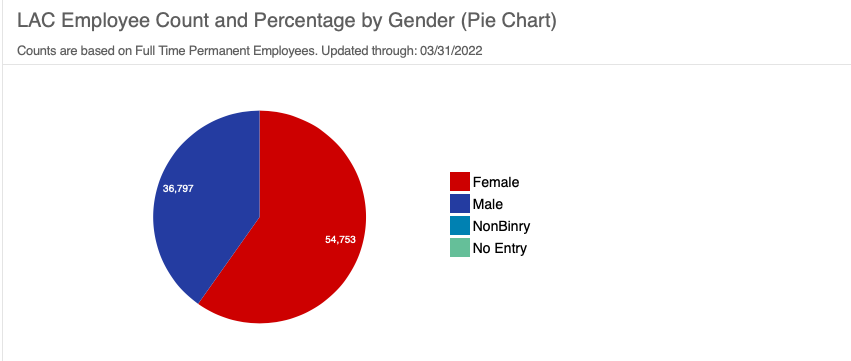 LAC Employee Count and Percentage by Gender (Pie Chart)
Counts are based on Full Time Permanent Employees. Updated through: 03/31/2022
36,797
54,753
Female
Male
NonBinry
No Entry